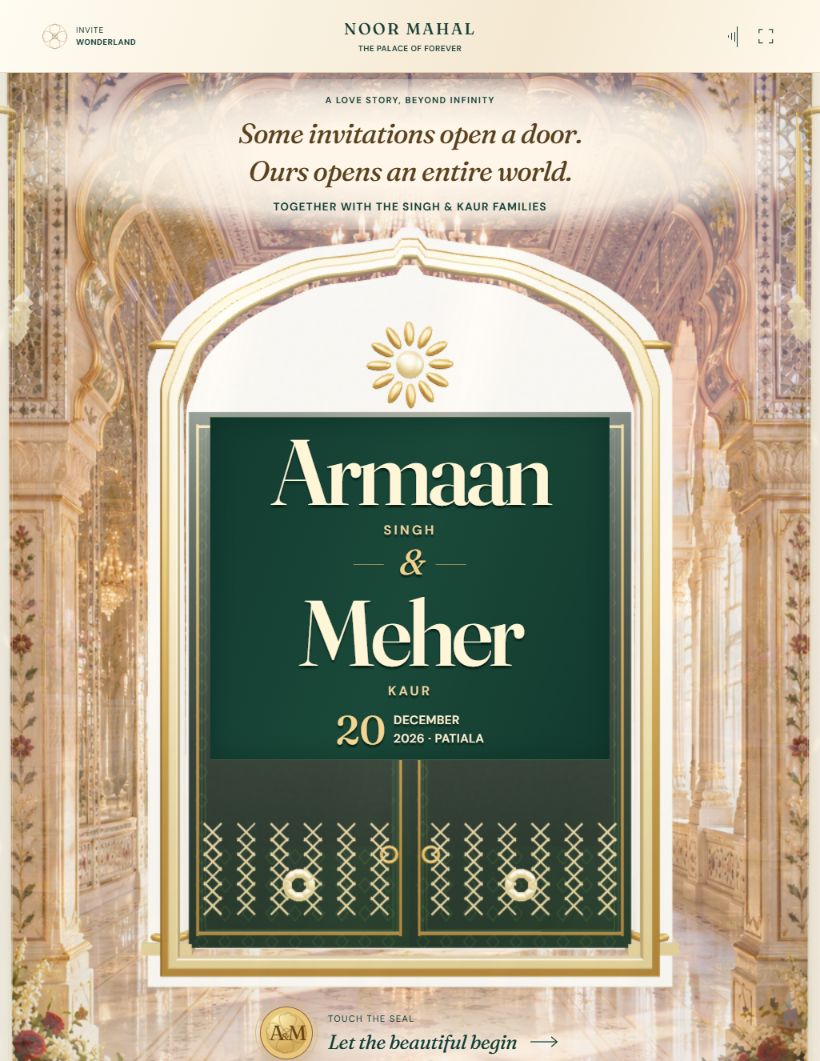 INVITE
WONDERLAND
NOOR MAHAL
THE PALACE OF FOREVER
A LOVE STORY, BEYOND INFINITY
Some invitations open a door.
Ours opens an entire world.
TOGETHER WITH THE SINGH & KAUR FAMILIES
Armaan
SINGH
&
Meher
KAUR
20 DECEMBER
2026 · PATIALA
TOUCH THE SEAL
A&M
Let the beautiful begin →